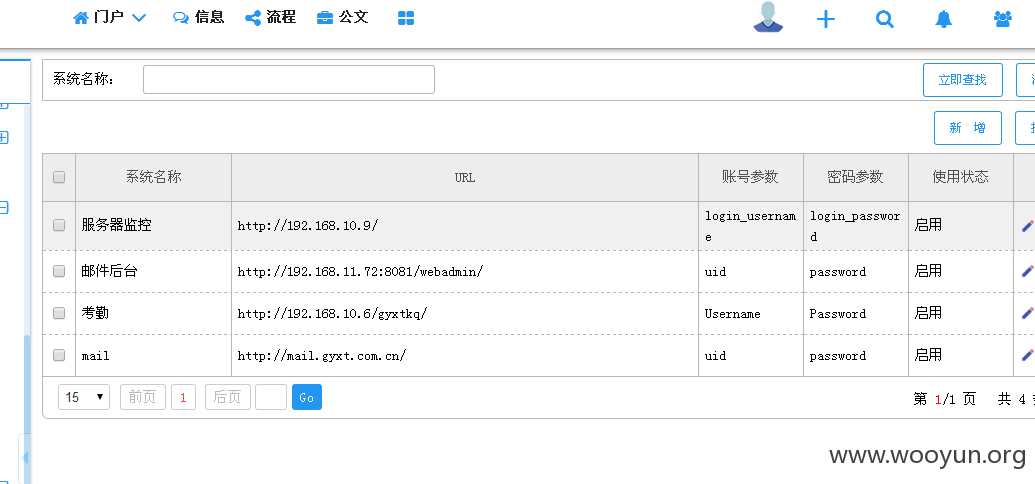 门户 信息 流程 公文
系统名称：
立即查找
新 增
系统名称 URL 账号参数 密码参数 使用状态
服务器监控 http://192.168.10.9/ login_usernam login_passwor 启用
e d
邮件后台 http://192.168.11.72:8081/webadmin/ uid password 启用
考勤 http://192.168.10.6/gyxtkq/ Username Password 启用
mail http://mail.gyxt.com.cn/ uid password 启用
15 前页 1 后页 Go 第 1/1 页 共 4
www.wooyun.org